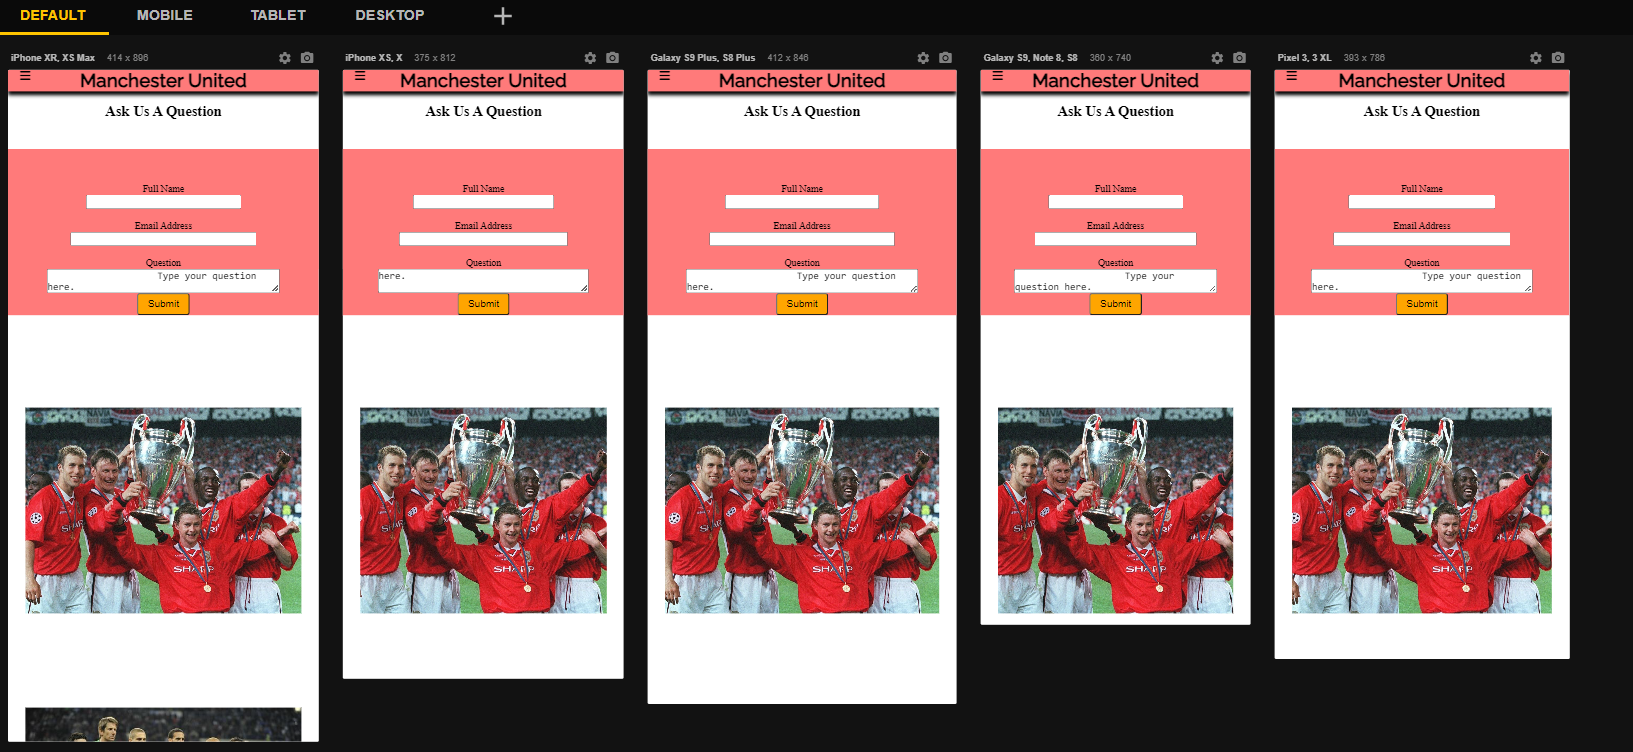 DEFAULT MOBILE TABLET DESKTOP
iPhone XR, XS Max 414 x 896
Manchester United
Ask Us A Question
Full Name
Email Address
Question
Type your question
here.
Submit
SHARP
iPhone XS, X 375 x 812
Manchester United
Ask Us A Question
Full Name
Email Address
Question
here.
Submit
SHARP
Galaxy S9 Plus, S8 Plus 412 x 846
Manchester United
Ask Us A Question
Full Name
Email Address
Question
Type your question
here.
Submit
SHARP
Galaxy S9, Note 8, S8 360 x 740
Manchester United
Ask Us A Question
Full Name
Email Address
Question
Type your
question here.
Submit
SHARP
Pixel 3, 3 XL 393 x 786
Manchester United
Ask Us A Question
Full Name
Email Address
Question
Type your question
here.
Submit
SHARP